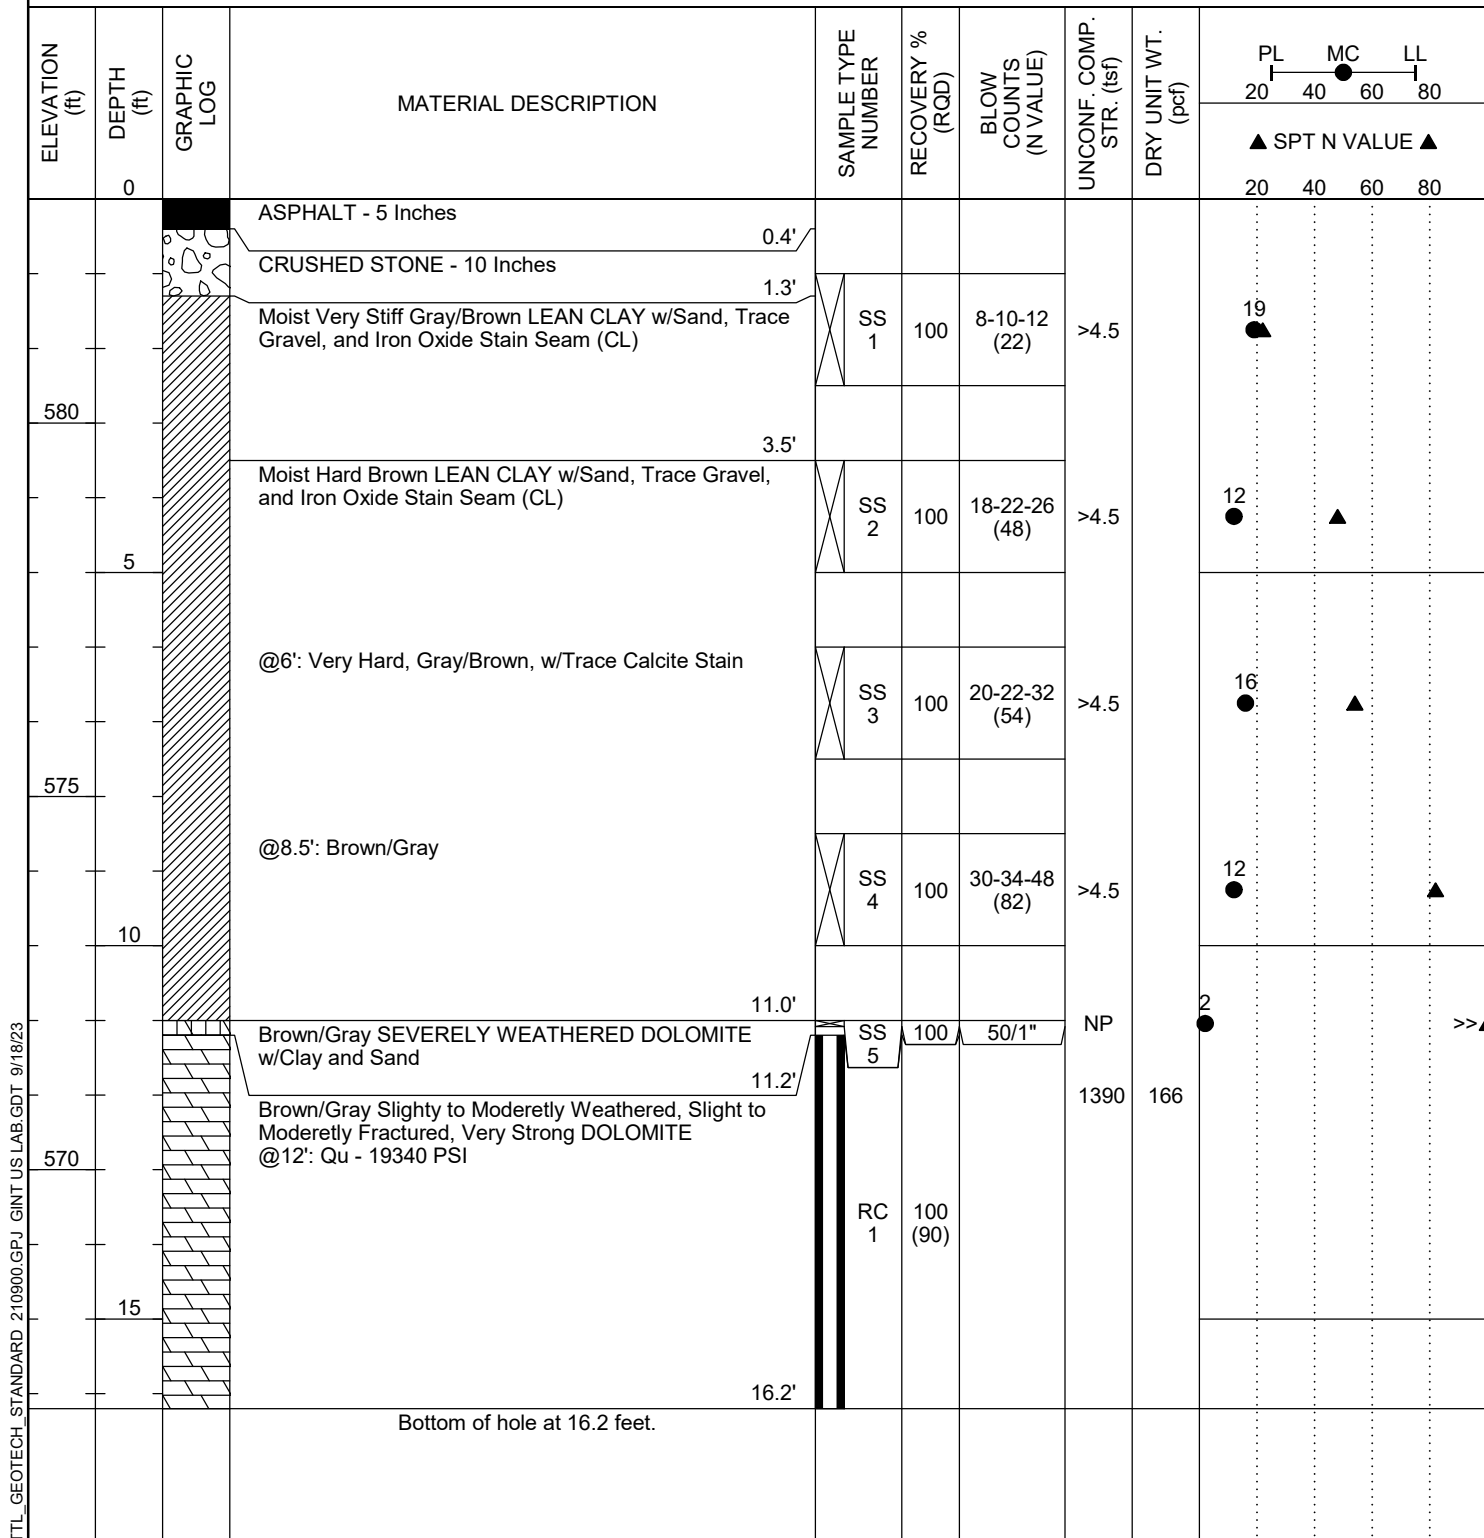 ELEVATION
(ft)
DEPTH
(ft)
GRAPHIC
LOG
MATERIAL DESCRIPTION
SAMPLE TYPE
NUMBER
RECOVERY %
(RQD)
BLOW
COUNTS
(N VALUE)
UNCONF. COMP.
STR. (tsf)
DRY UNIT WT.
(pcf)
PL MC LL
20 40 60 80
▲ SPT N VALUE ▲
20 40 60 80
0
ASPHALT - 5 Inches
0.4'
CRUSHED STONE - 10 Inches
1.3'
Moist Very Stiff Gray/Brown LEAN CLAY w/Sand, Trace
Gravel, and Iron Oxide Stain Seam (CL)
SS
1
100
8-10-12
(22)
>4.5
19
580
3.5'
Moist Hard Brown LEAN CLAY w/Sand, Trace Gravel,
and Iron Oxide Stain Seam (CL)
SS
2
100
18-22-26
(48)
>4.5
12
5
@6': Very Hard, Gray/Brown, w/Trace Calcite Stain
SS
3
100
20-22-32
(54)
>4.5
16
575
@8.5': Brown/Gray
SS
4
100
30-34-48
(82)
>4.5
12
10
11.0'
Brown/Gray SEVERELY WEATHERED DOLOMITE
w/Clay and Sand
11.2'
SS
5
100
50/1"
NP
2
>>▲
Brown/Gray Slighty to Moderetly Weathered, Slight to
Moderetly Fractured, Very Strong DOLOMITE
@12': Qu - 19340 PSI
1390
166
570
RC
1
100
(90)
15
16.2'
Bottom of hole at 16.2 feet.
TTL_GEOTECH_STANDARD 210900.GPJ GINT US LAB.GDT 9/18/23